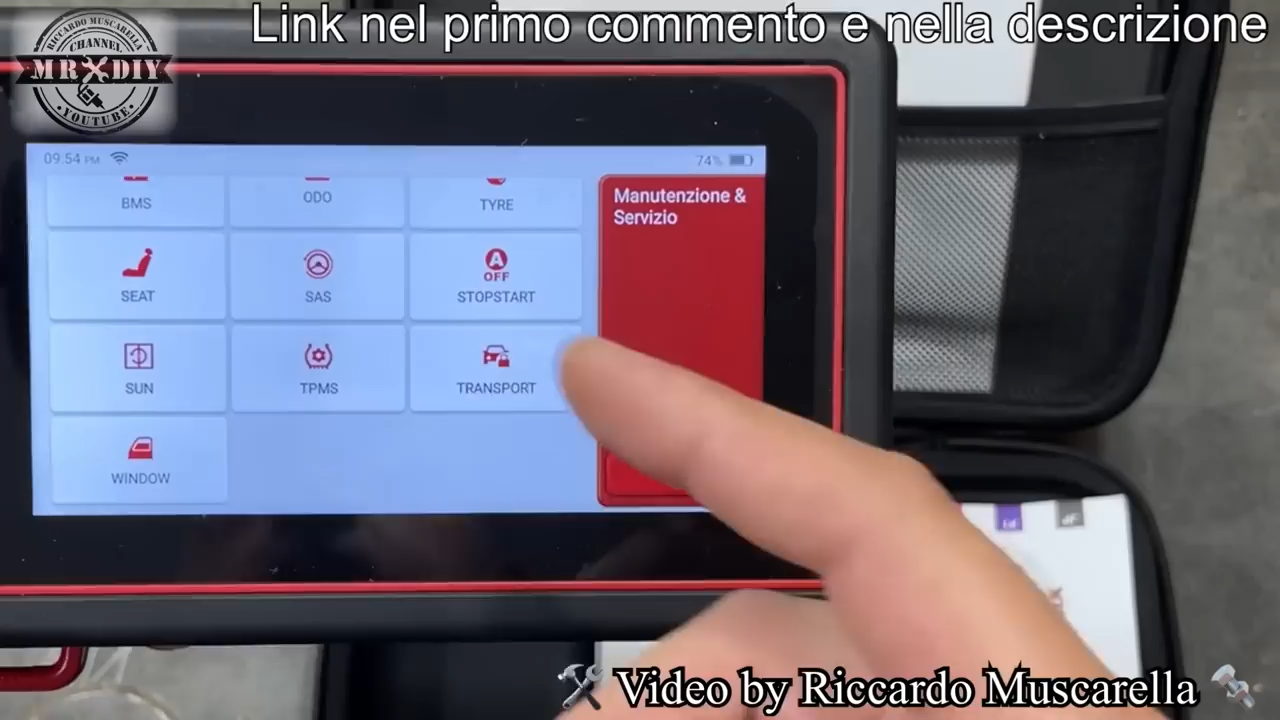 Link nel primo commento e nella descrizione
RICCARDO MUSCARELLA
CHANNEL
MR DIY
YOUTUBE
09:54 PM
74%
BMS
ODO
TYRE
Manutenzione &
Servizio
SEAT
SAS
A
OFF
STOPSTART
SUN
TPMS
TRANSPORT
WINDOW
Video by Riccardo Muscarella